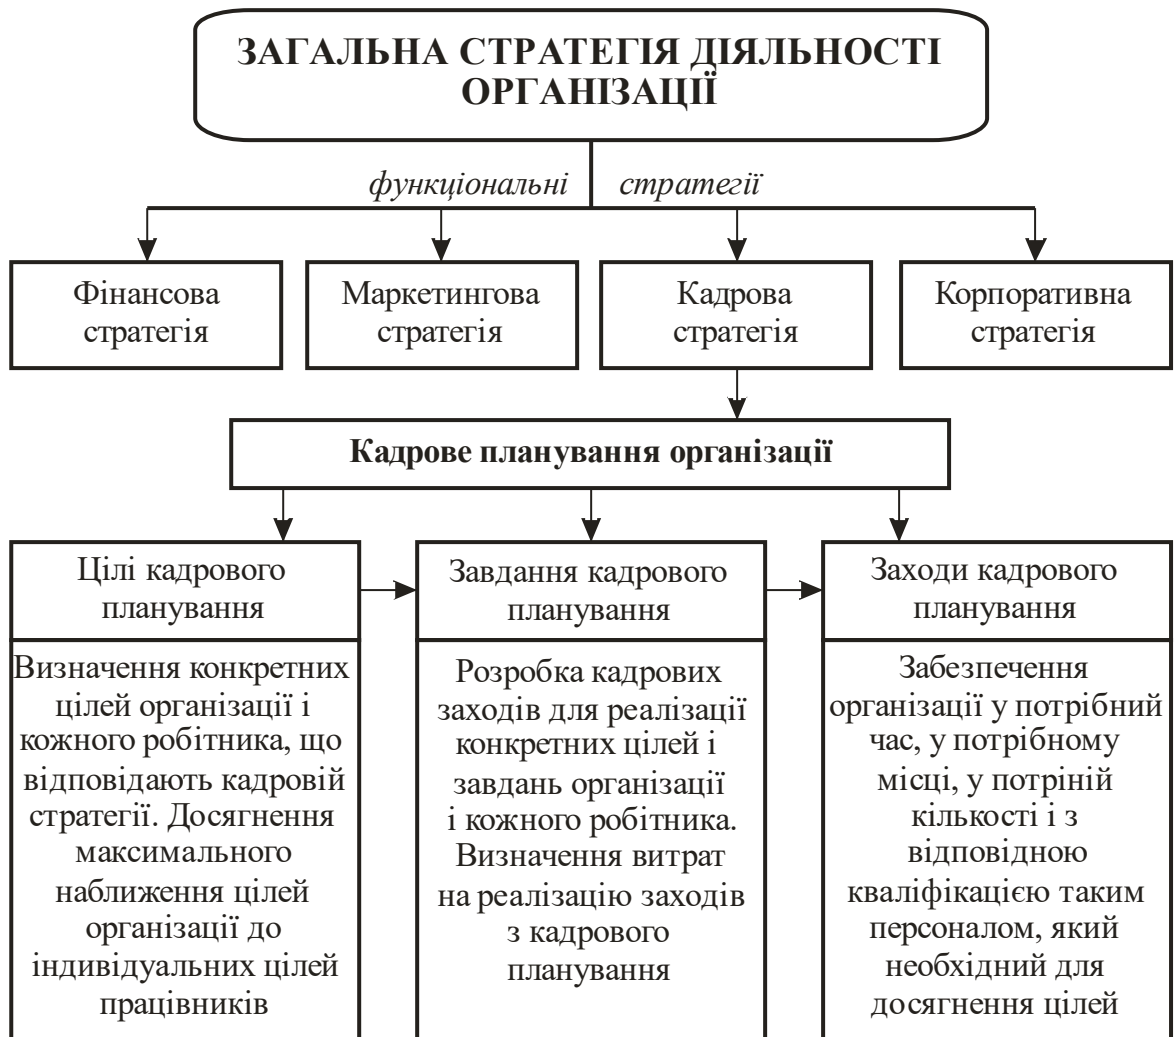 ЗАГАЛЬНА СТРАТЕГІЯ ДІЯЛЬНОСТІ
ОРГАНІЗАЦІЇ
функціональні стратегії
Фінансова
стратегія
Маркетингова
стратегія
Кадрова
стратегія
Корпоративна
стратегія
Кадрове планування організації
Цілі кадрового
планування
Визначення конкретних
цілей організації і
кожного робітника, що
відповідають кадровій
стратегії. Досягнення
максимального
наближення цілей
організації до
індивідуальних цілей
працівників
Завдання кадрового
планування
Розробка кадрових
заходів для реалізації
конкретних цілей і
завдань організації
і кожного робітника.
Визначення витрат
на реалізацію заходів
з кадрового
планування
Заходи кадрового
планування
Забезпечення
організації у потрібний
час, у потрібному
місці, у потріній
кількості і з
відповідною
кваліфікацією таким
персоналом, який
необхідний для
досягнення цілей